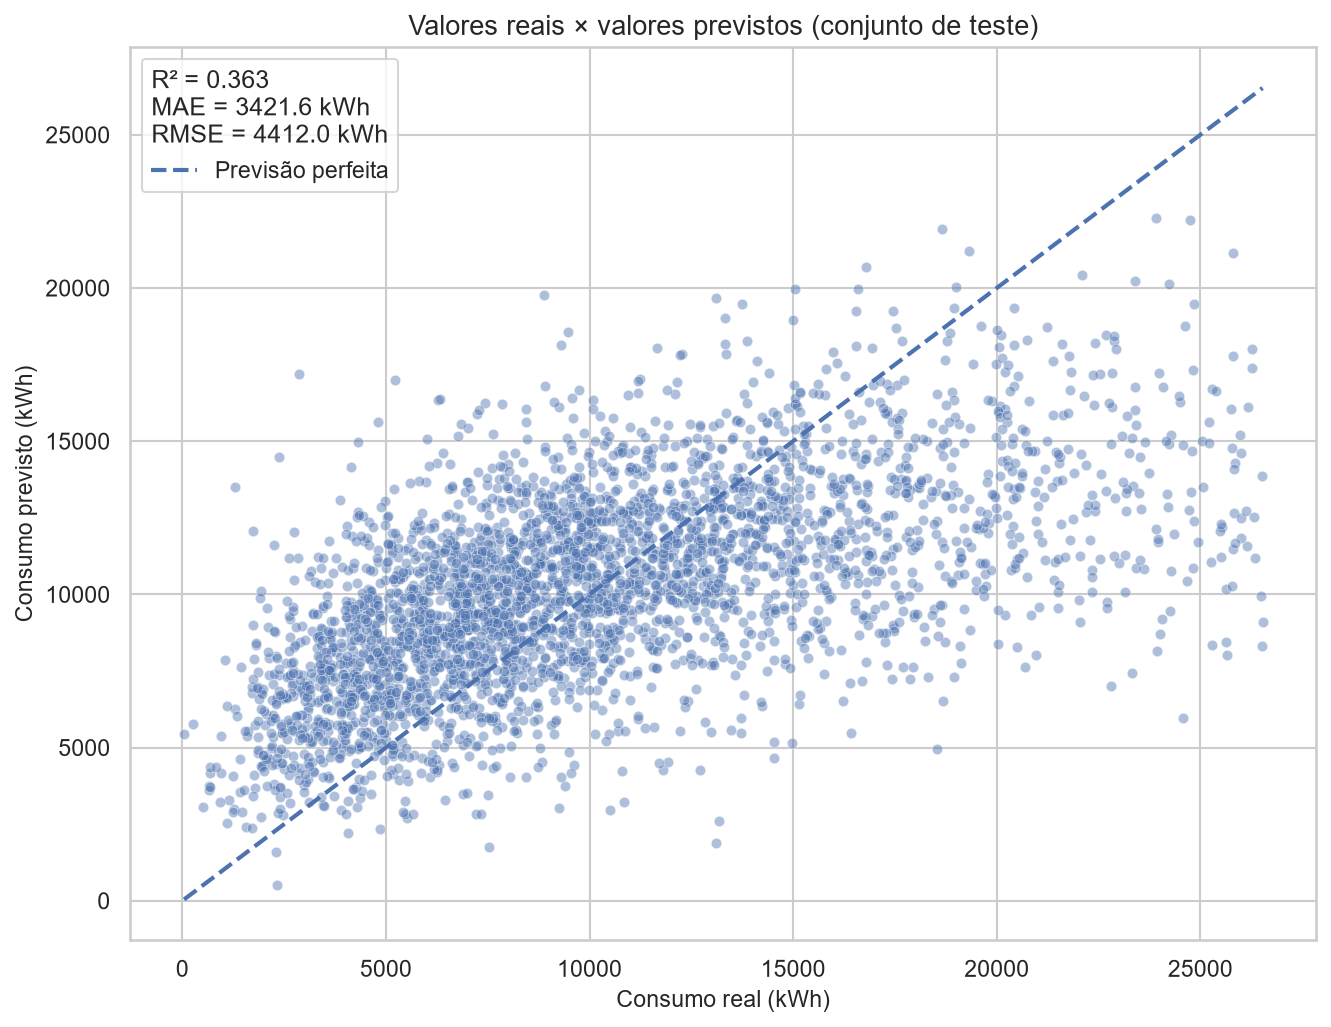 Valores reais × valores previstos (conjunto de teste)
R² = 0.363
MAE = 3421.6 kWh
RMSE = 4412.0 kWh
Previsão perfeita
Consumo previsto (kWh)
25000
20000
15000
10000
5000
0
0 5000 10000 15000 20000 25000
Consumo real (kWh)